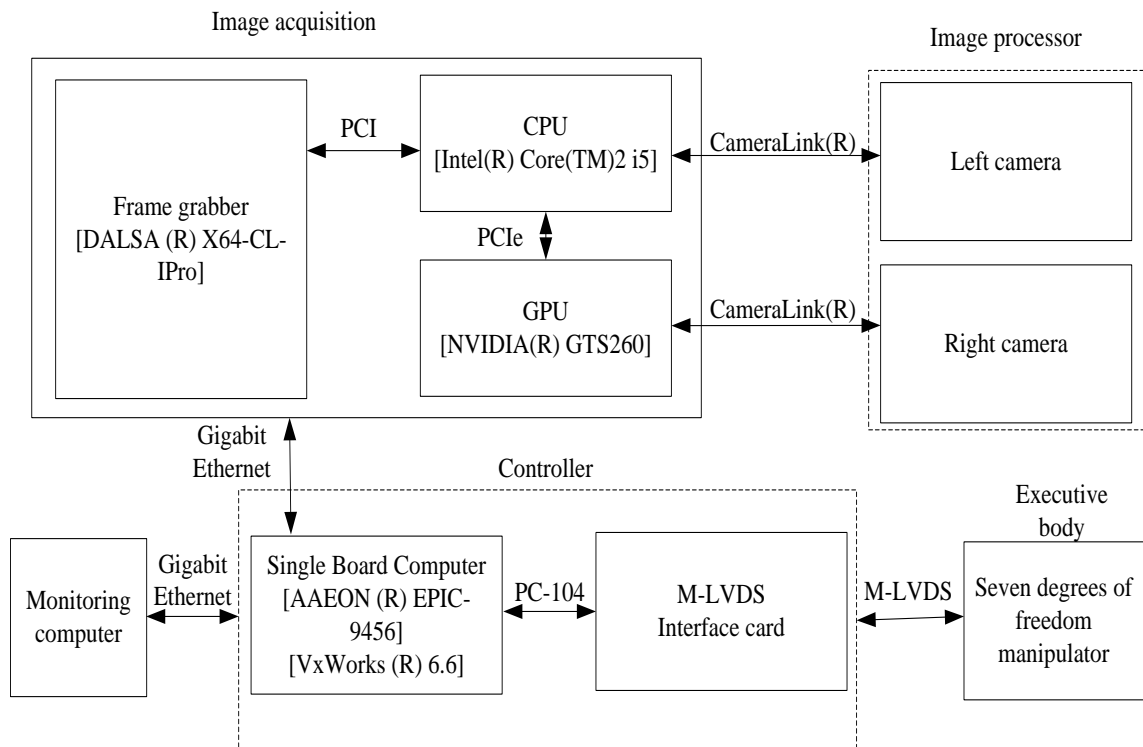 Image acquisition
Image processor
Frame grabber
[DALSA (R) X64-CL-
IPro]
PCI
CPU
[Intel(R) Core(TM)2 i5]
PCIe
GPU
[NVIDIA(R) GTS260]
CameraLink(R)
CameraLink(R)
Left camera
Right camera
Gigabit
Ethernet
Controller
Executive
body
Monitoring
computer
Gigabit
Ethernet
Single Board Computer
[AAEON (R) EPIC-
9456]
[VxWorks (R) 6.6]
PC-104
M-LVDS
Interface card
M-LVDS
Seven degrees of
freedom
manipulator